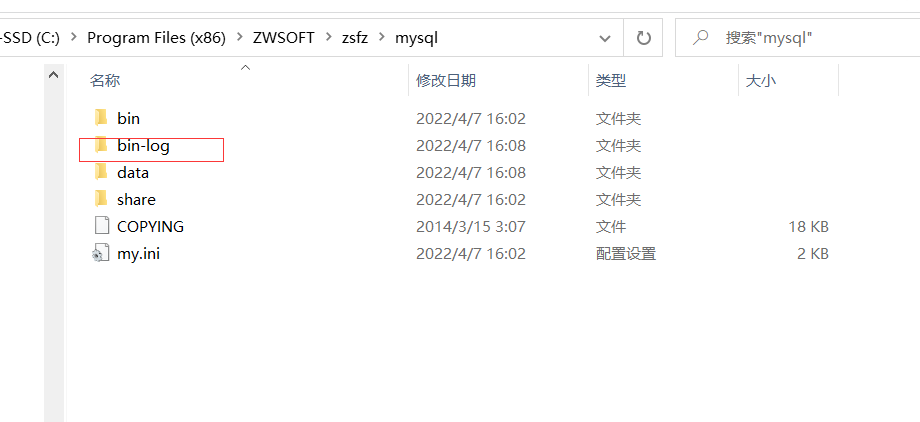 -SSD (C:) > Program Files (x86) > ZWSOFT > zsfz > mysql 搜索"mysql"
名称 修改日期 类型 大小
bin 2022/4/7 16:02 文件夹
bin-log 2022/4/7 16:08 文件夹
data 2022/4/7 16:08 文件夹
share 2022/4/7 16:02 文件夹
COPYING 2014/3/15 3:07 文件 18 KB
my.ini 2022/4/7 16:02 配置设置 2 KB